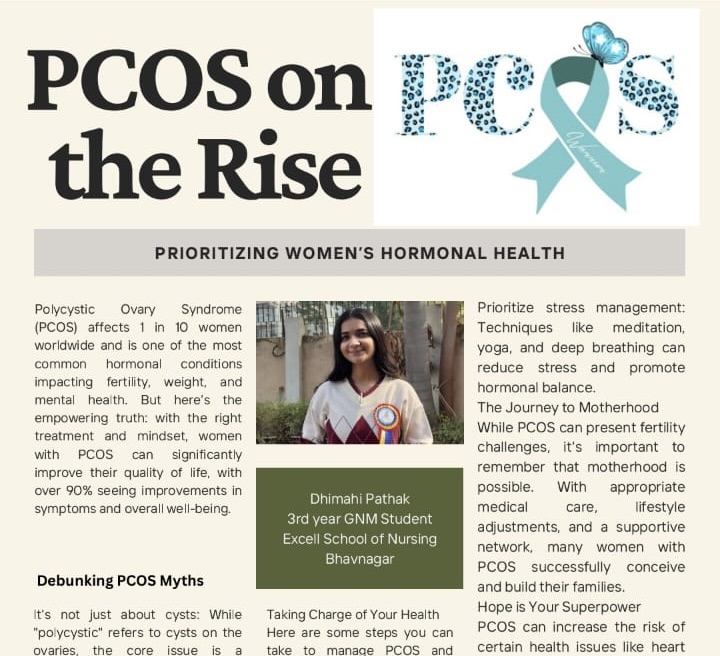 PCOS on
the Rise
PCOS
Warrior
PRIORITIZING WOMEN'S HORMONAL HEALTH
Polycystic Ovary Syndrome
(PCOS) affects 1 in 10 women
worldwide and is one of the most
common hormonal conditions
impacting fertility, weight, and
mental health. But here's the
empowering truth: with the right
treatment and mindset, women
with PCOS can significantly
improve their quality of life, with
over 90% seeing improvements in
symptoms and overall well-being.
Debunking PCOS Myths
It's not just about cysts: While
"polycystic" refers to cysts on the
ovaries, the core issue is a
Dhimahi Pathak
3rd year GNM Student
Excell School of Nursing
Bhavnagar
Taking Charge of Your Health
Here are some steps you can
take to manage PCOS and
Prioritize stress management:
Techniques like meditation,
yoga, and deep breathing can
reduce stress and promote
hormonal balance.
The Journey to Motherhood
While PCOS can present fertility
challenges, it's important to
remember that motherhood is
possible. With appropriate
medical care, lifestyle
adjustments, and a supportive
network, many women with
PCOS successfully conceive
and build their families.
Hope is Your Superpower
PCOS can increase the risk of
certain health issues like heart